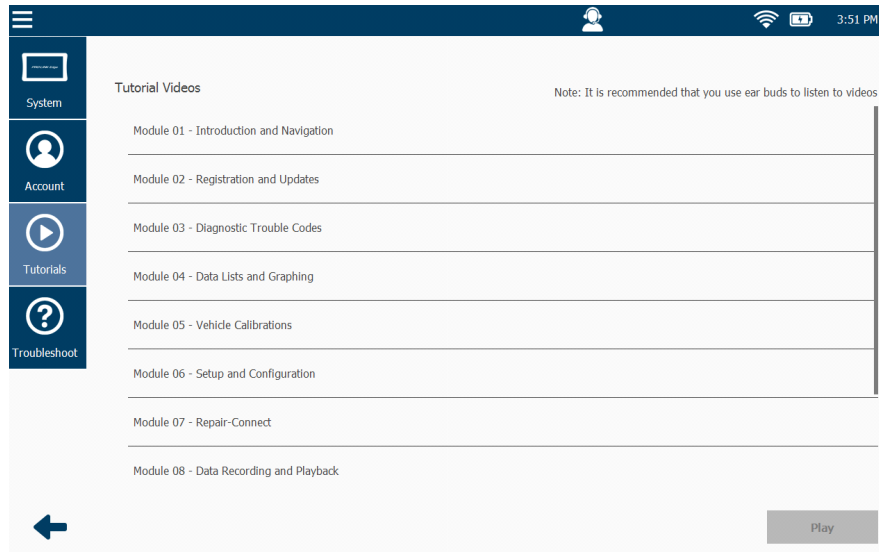 3:51 PM
System
Account
Tutorials
Troubleshoot
Tutorial Videos
Note: It is recommended that you use ear buds to listen to videos
Module 01 - Introduction and Navigation
Module 02 - Registration and Updates
Module 03 - Diagnostic Trouble Codes
Module 04 - Data Lists and Graphing
Module 05 - Vehicle Calibrations
Module 06 - Setup and Configuration
Module 07 - Repair-Connect
Module 08 - Data Recording and Playback
Play